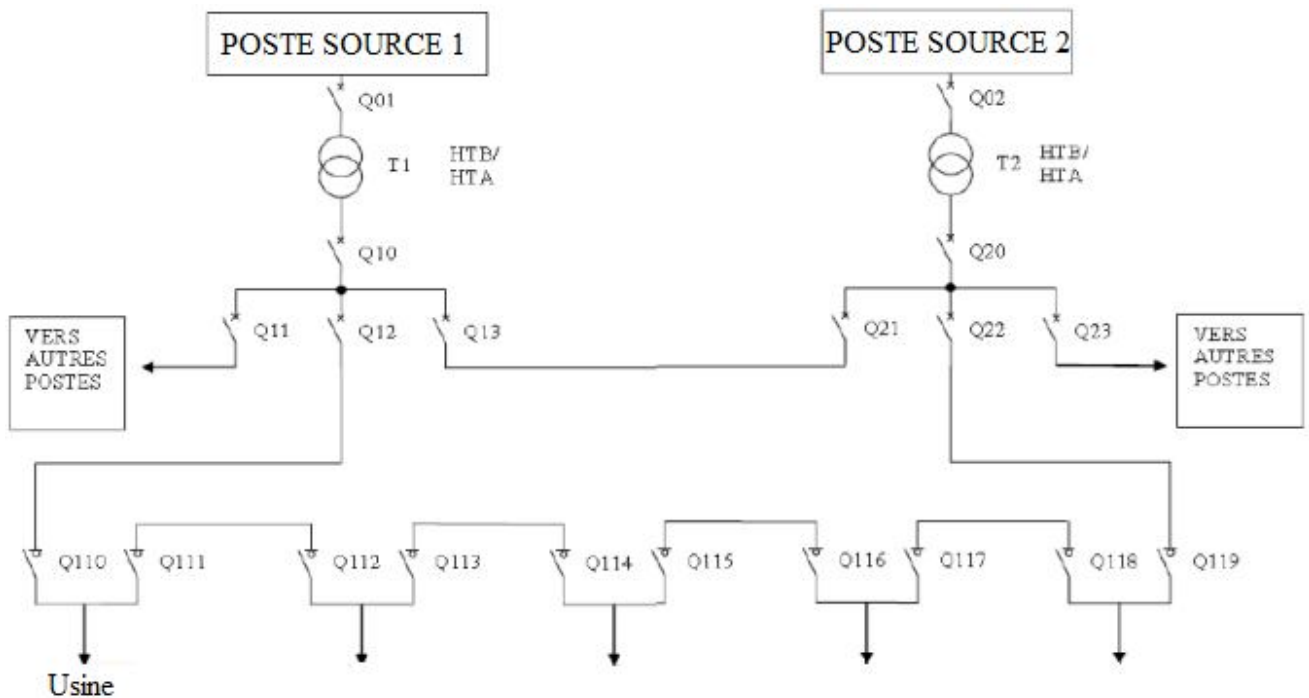 POSTE SOURCE 1
POSTE SOURCE 2
Q01
Q02
T1
HTB/
HTA
T2
HTB/
HTA
Q10
Q20
Q11
Q12
Q13
Q21
Q22
Q23
VERS
AUTRES
POSTES
VERS
AUTRES
POSTES
Q110
Q111
Q112
Q113
Q114
Q115
Q116
Q117
Q118
Q119
Usine